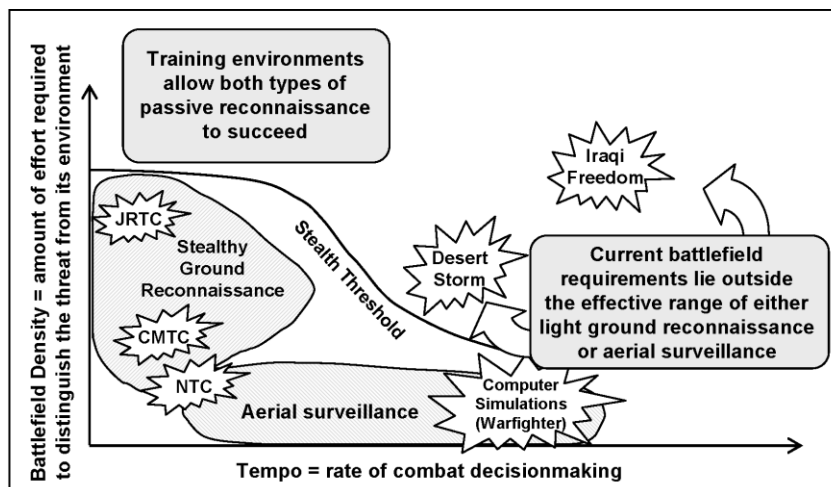 Training environments
allow both types of
passive reconnaissance
to succeed
Battlefield Density = amount of effort required
to distinguish the threat from its environment
Iraqi
Freedom
JRTC
Stealthy
Ground
Reconnaissance
Stealth Threshold
Desert
Storm
Current battlefield
requirements lie outside
the effective range of either
light ground reconnaissance
or aerial surveillance
CMTC
NTC
Aerial surveillance
Computer
Simulations
(Warfighter)
Tempo = rate of combat decisionmaking